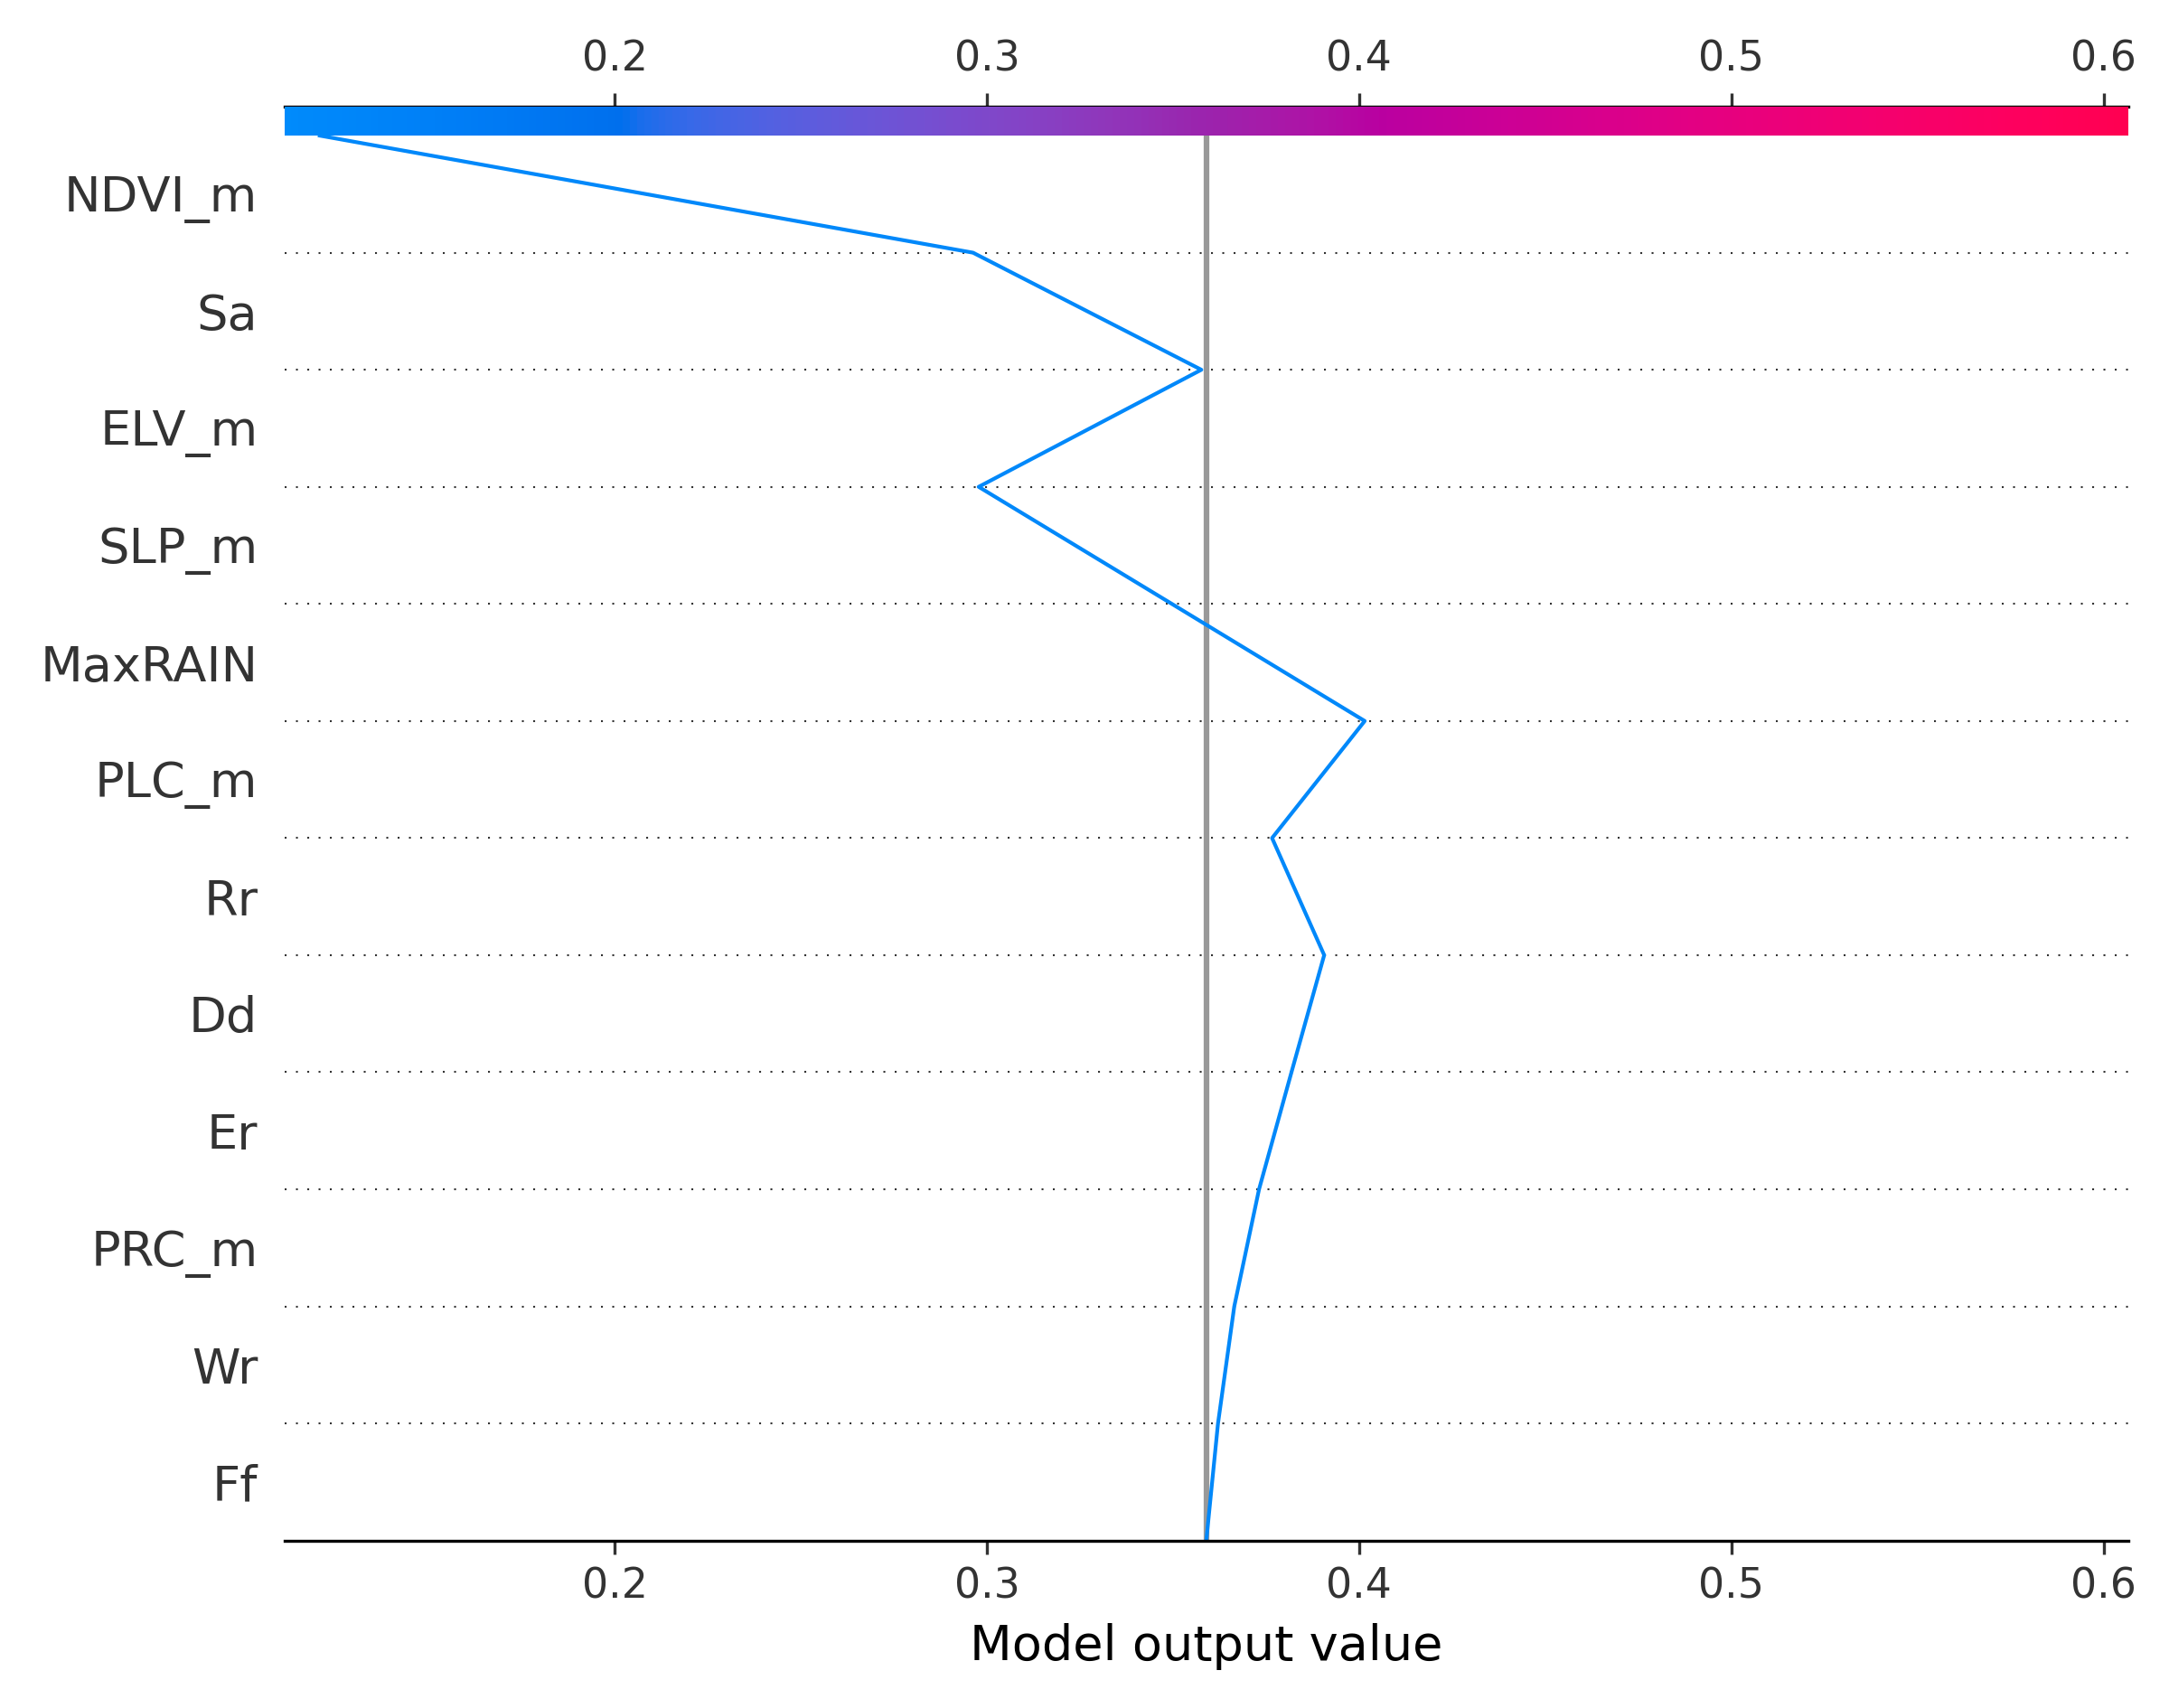 0.2 0.3 0.4 0.5 0.6
NDVI_m
Sa
ELV_m
SLP_m
MaxRAIN
PLC_m
Rr
Dd
Er
PRC_m
Wr
Ff
0.2 0.3 0.4 0.5 0.6
Model output value